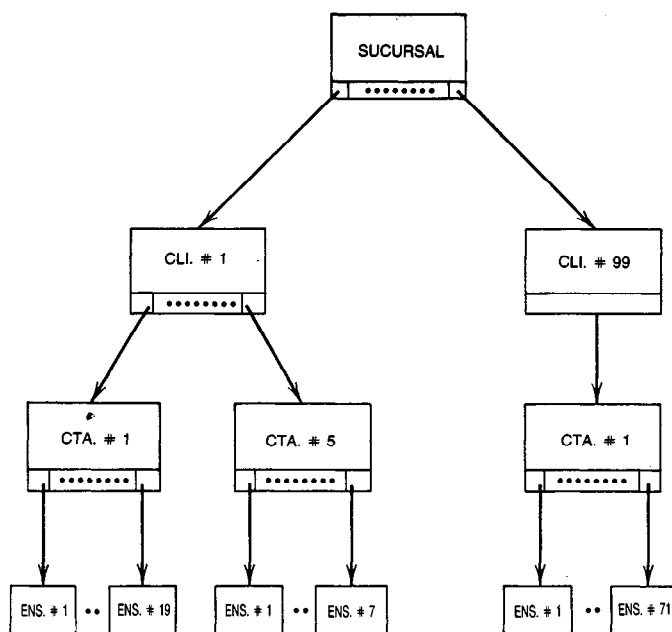 SUCURSAL
CLI. # 1
CLI. # 99
CTA. # 1
CTA. # 5
CTA. # 1
ENS. # 1 •• ENS. # 19
ENS. # 1 •• ENS. # 7
ENS. # 1 •• ENS. # 71